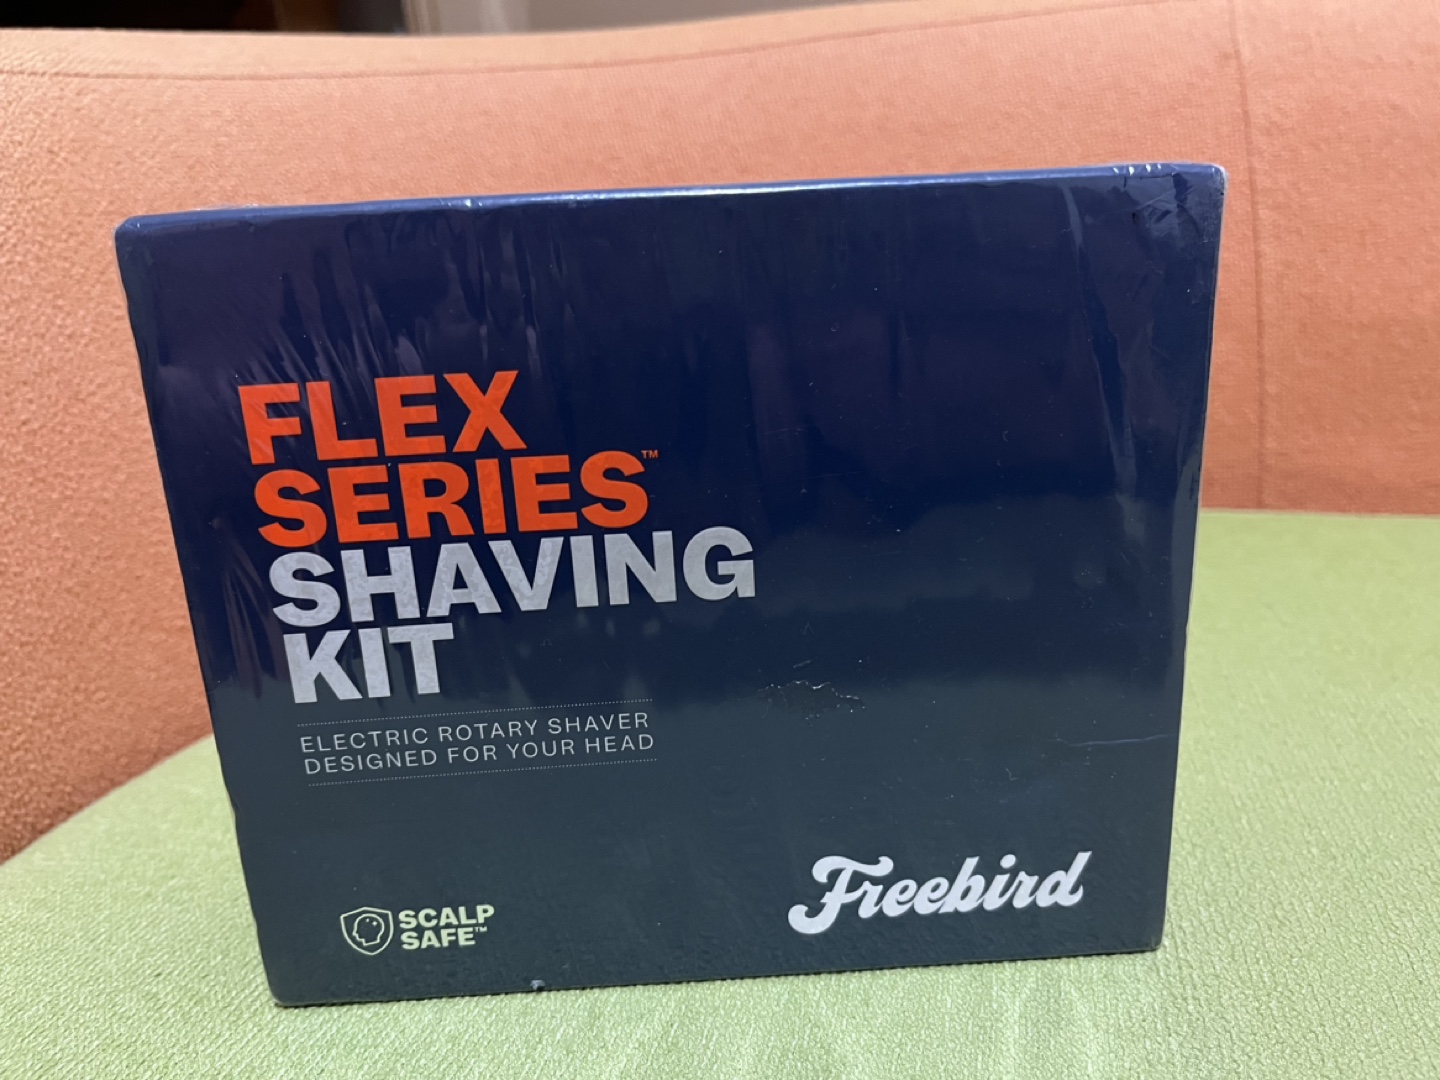 FLEX
SERIES™
SHAVING
KIT
ELECTRIC ROTARY SHAVER
DESIGNED FOR YOUR HEAD
SCALP
SAFE™
Freebird